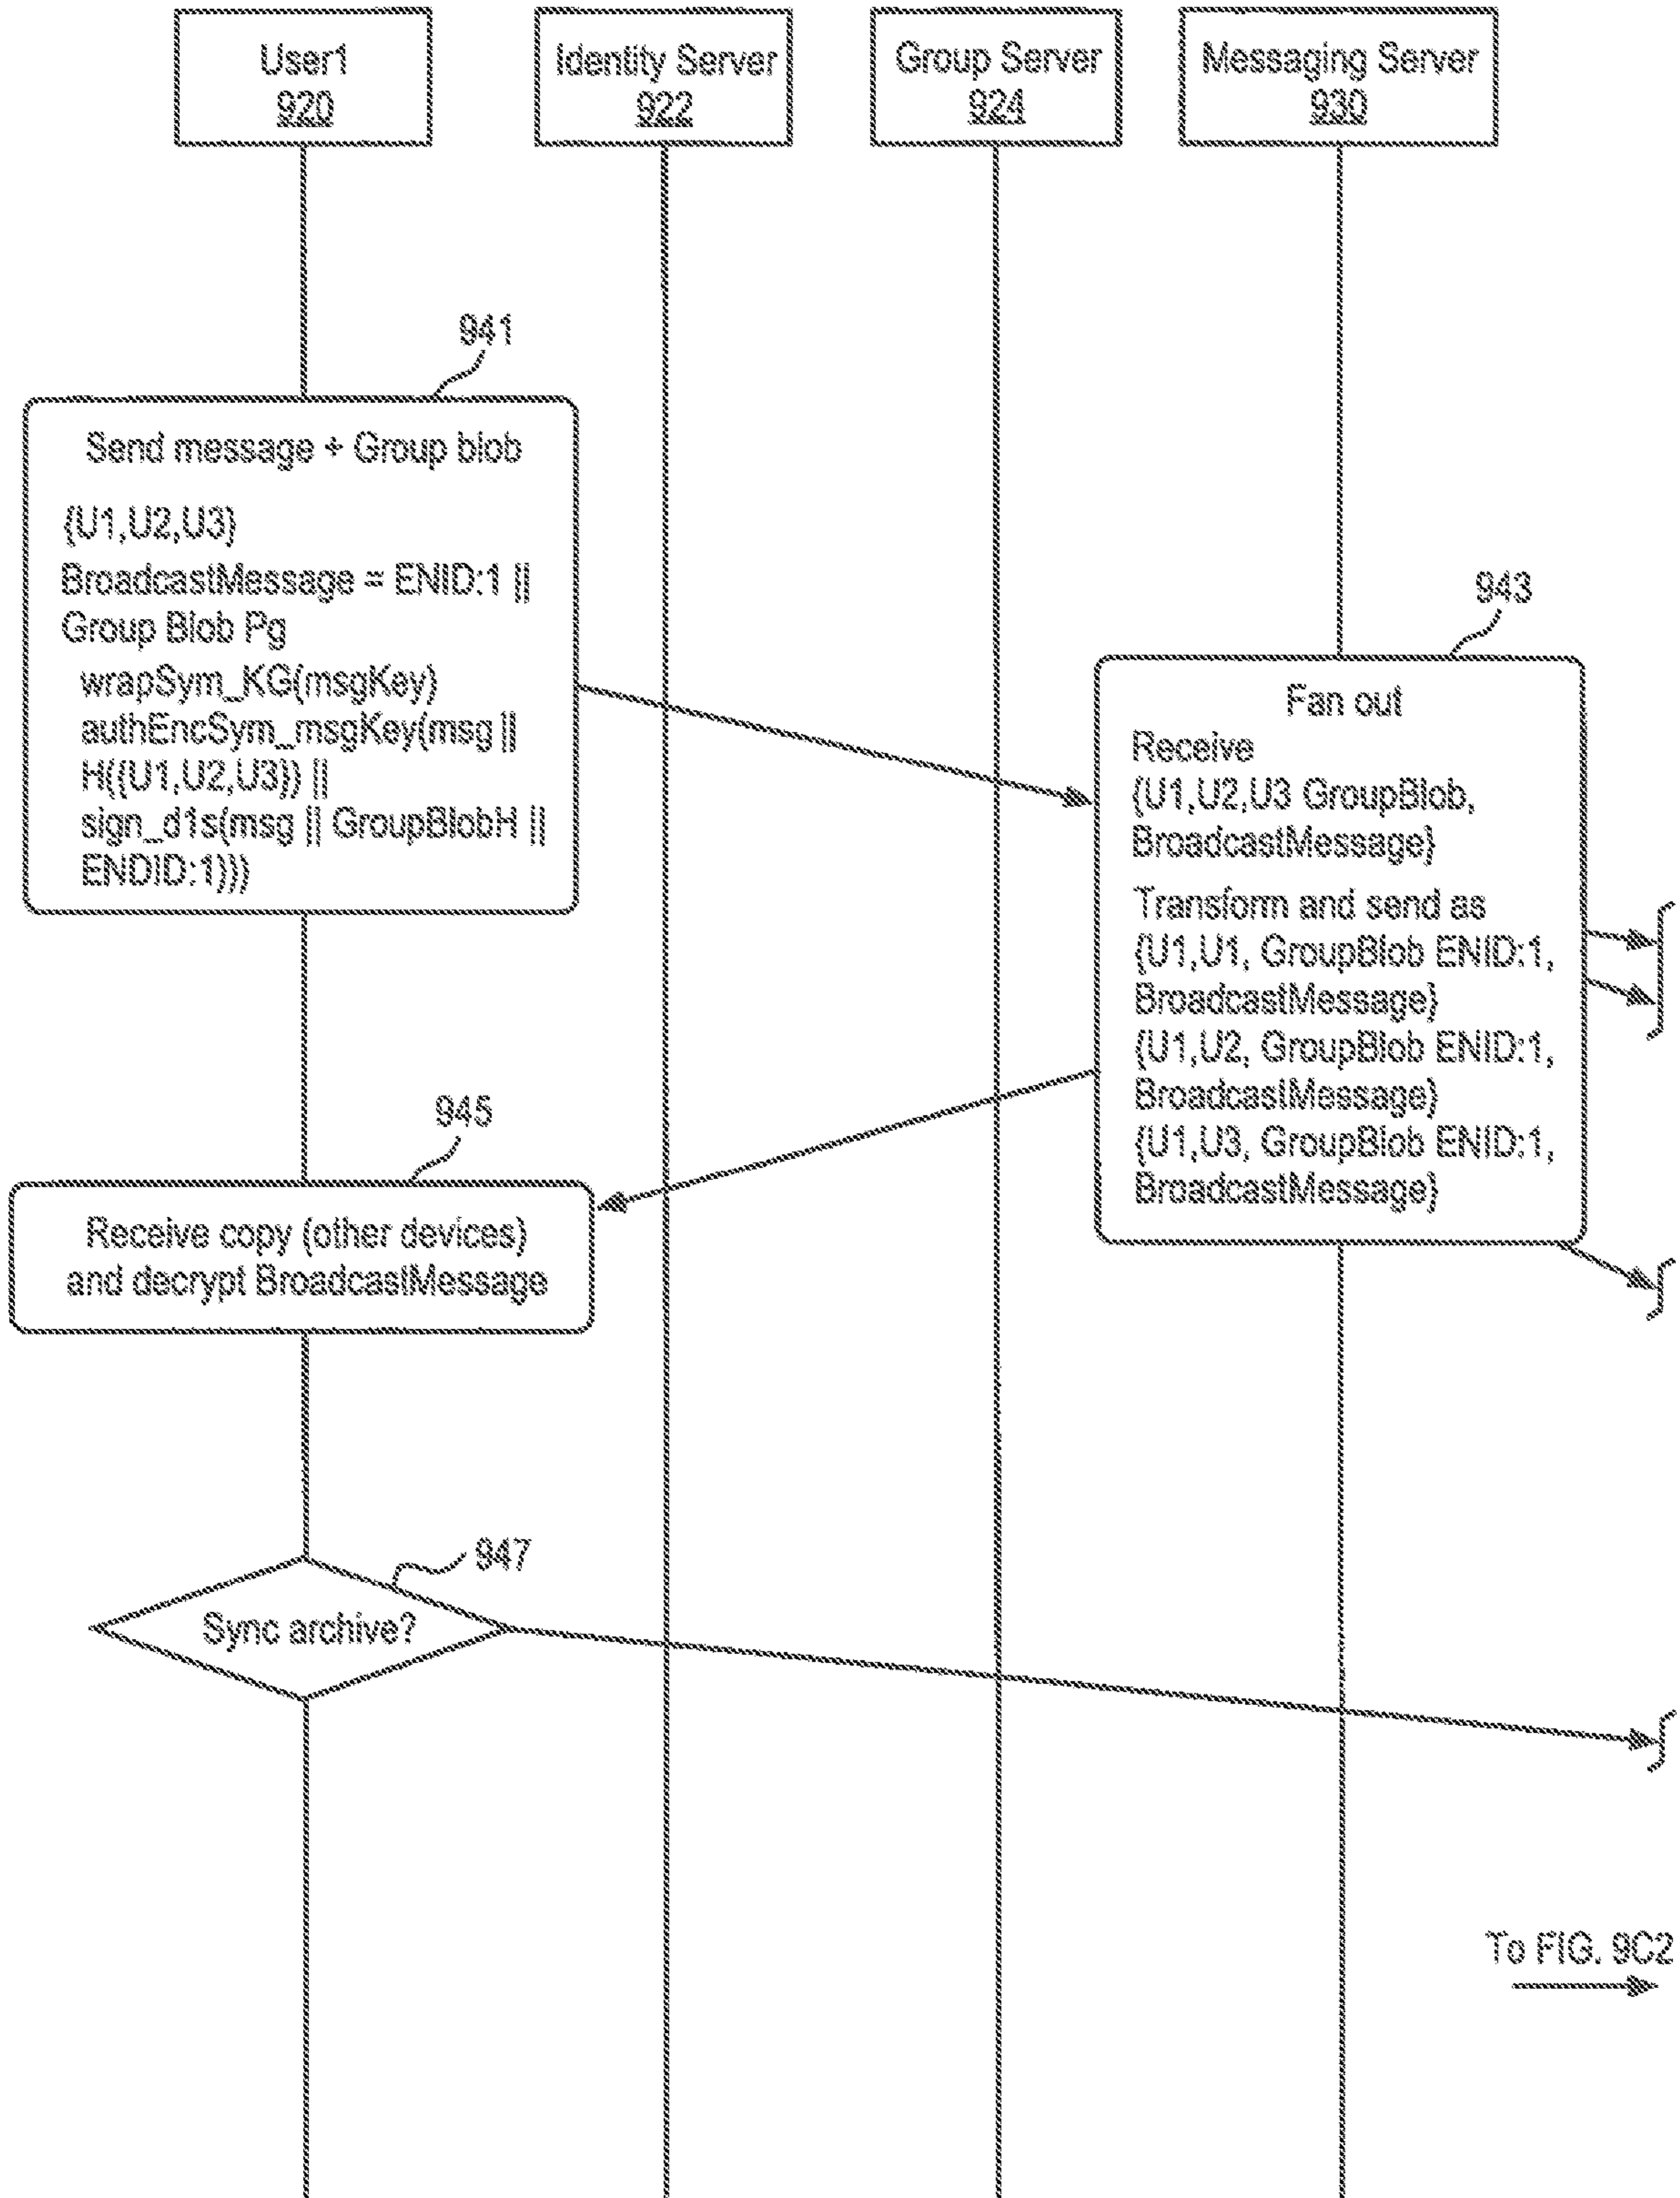 User1
920
Identity Server
922
Group Server
924
Messaging Server
930
941
Send message + Group blob
{U1,U2,U3}
BroadcastMessage = ENID:1 ||
Group Blob Pg
wrapSym_KG(msgKey)
authEncSym_msgKey(msg ||
H({U1,U2,U3}) ||
sign_d1s(msg || GroupBlobH ||
ENDID:1)))
943
Fan out
Receive
{U1,U2,U3 GroupBlob,
BroadcastMessage}
Transform and send as
{U1,U1, GroupBlob ENID:1,
BroadcastMessage}
{U1,U2, GroupBlob ENID:1,
BroadcastMessage}
{U1,U3, GroupBlob ENID:1,
BroadcastMessage}
945
Receive copy (other devices)
and decrypt BroadcastMessage
947
Sync archive?
To FIG. 9C2